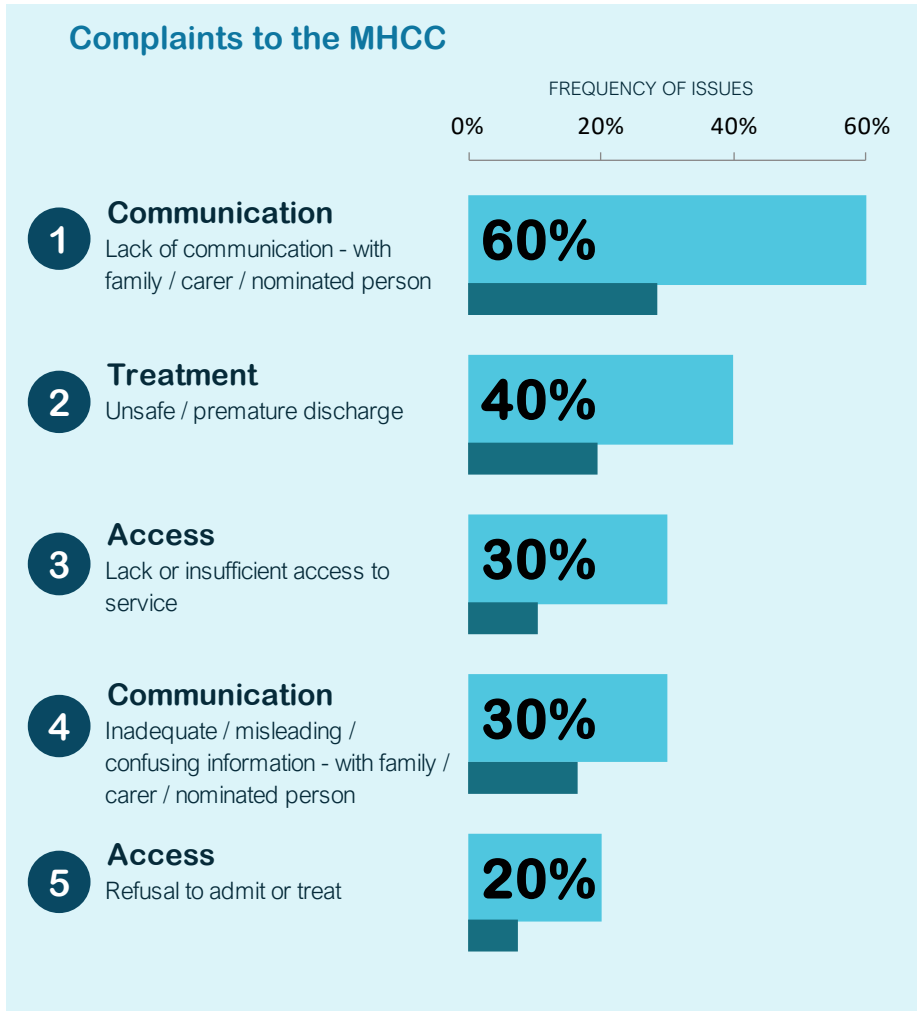 Complaints to the MHCC
FREQUENCY OF ISSUES
0% 20% 40% 60%
1
Communication
Lack of communication - with
family / carer / nominated person
60%
2
Treatment
Unsafe / premature discharge
40%
3
Access
Lack or insufficient access to
service
30%
4
Communication
Inadequate / misleading /
confusing information - with family /
carer / nominated person
30%
5
Access
Refusal to admit or treat
20%